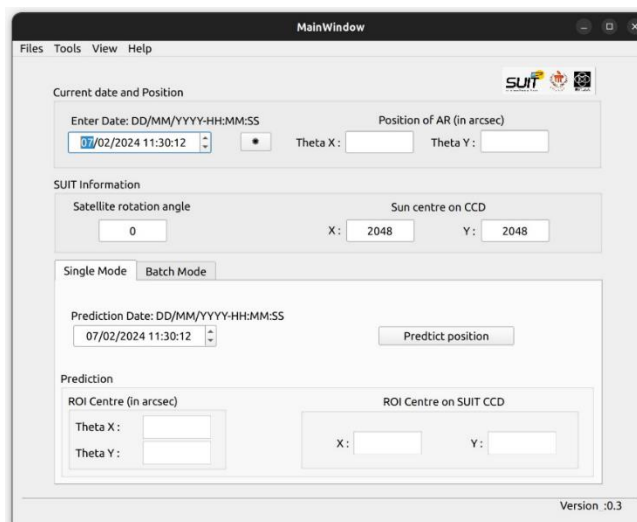 MainWindow
Files Tools View Help
SUIT
Current date and Position
Enter Date: DD/MM/YYYY-HH:MM:SS Position of AR (in arcsec)
07/02/2024 11:30:12 Theta X : Theta Y :
SUIT Information
Satellite rotation angle Sun centre on CCD
0 X : 2048 Y : 2048
Single Mode Batch Mode
Prediction Date: DD/MM/YYYY-HH:MM:SS
07/02/2024 11:30:12 Predtict position
Prediction
ROI Centre (in arcsec) ROI Centre on SUIT CCD
Theta X :
X : Y :
Theta Y :
Version :0.3